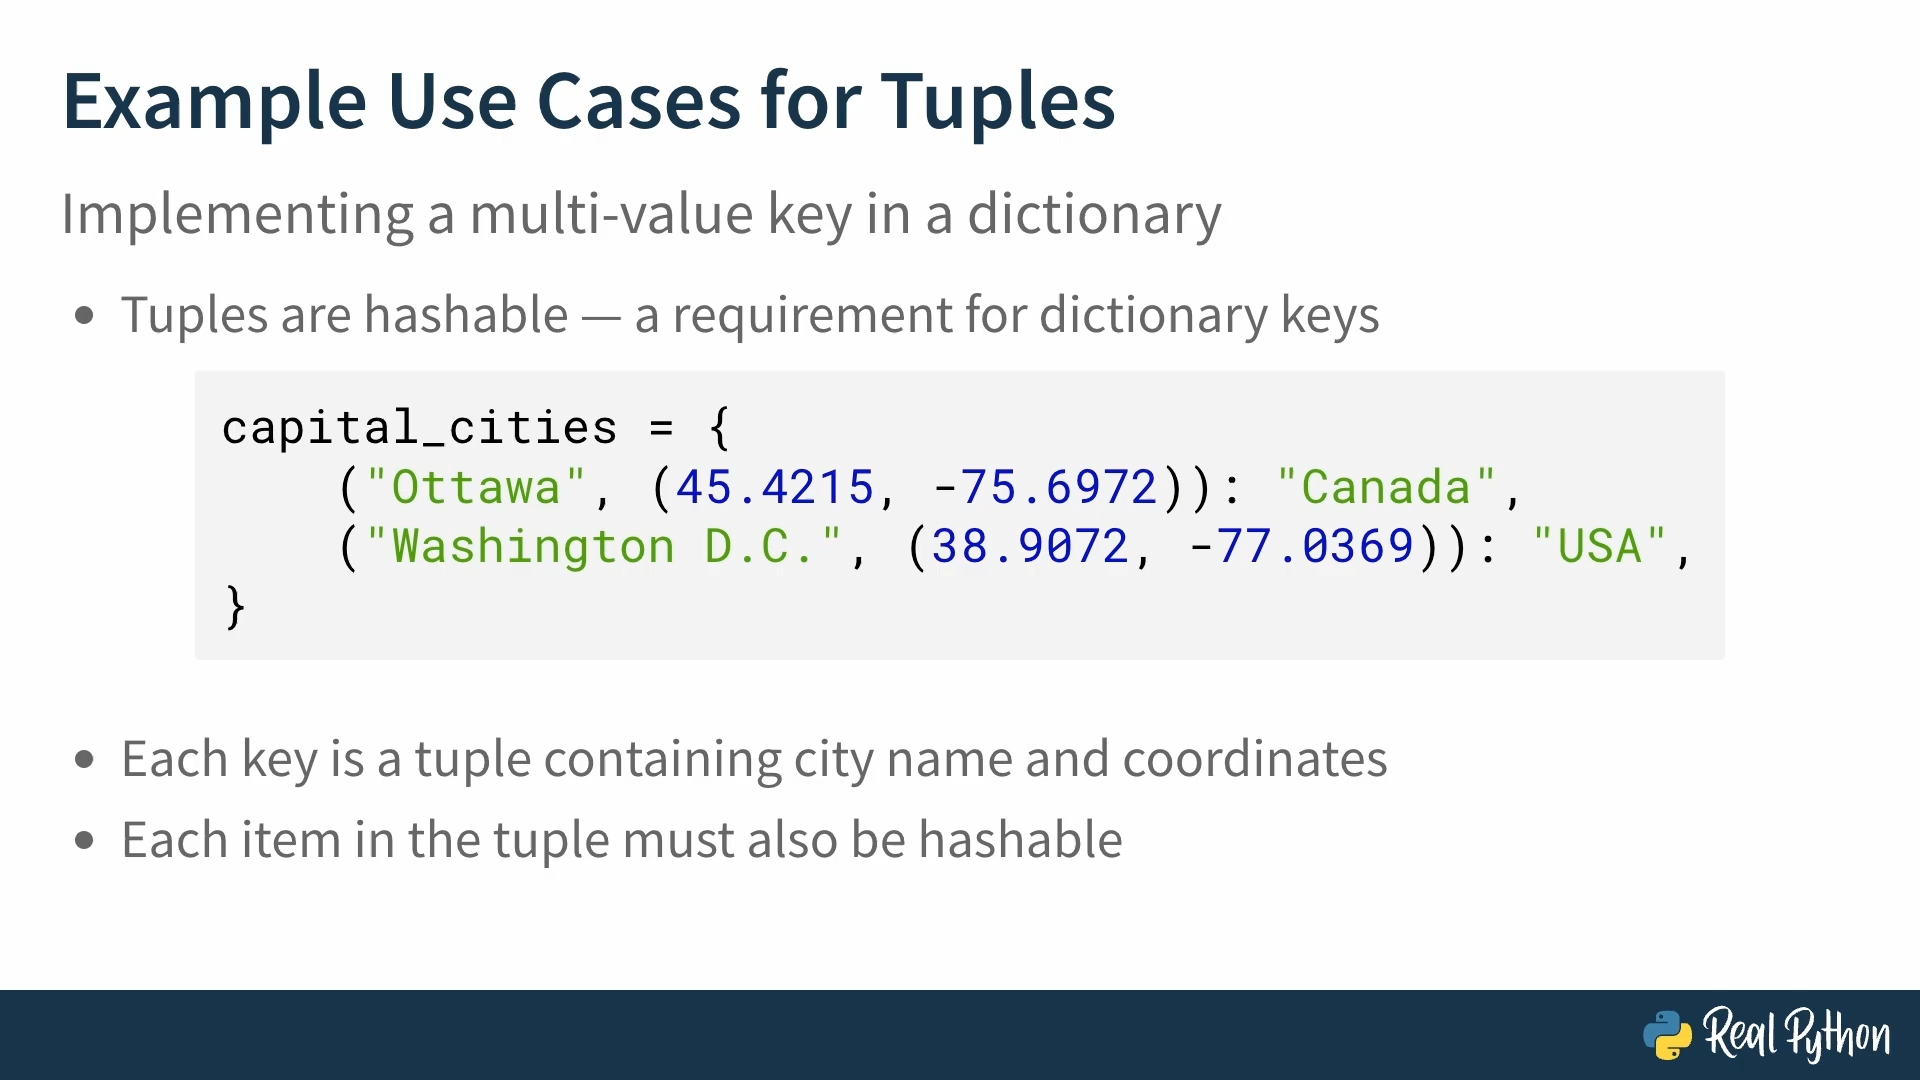 Example Use Cases for Tuples
Implementing a multi-value key in a dictionary
• Tuples are hashable — a requirement for dictionary keys
capital_cities = {
    ("Ottawa", (45.4215, -75.6972)): "Canada",
    ("Washington D.C.", (38.9072, -77.0369)): "USA",
}
• Each key is a tuple containing city name and coordinates
• Each item in the tuple must also be hashable
Real Python